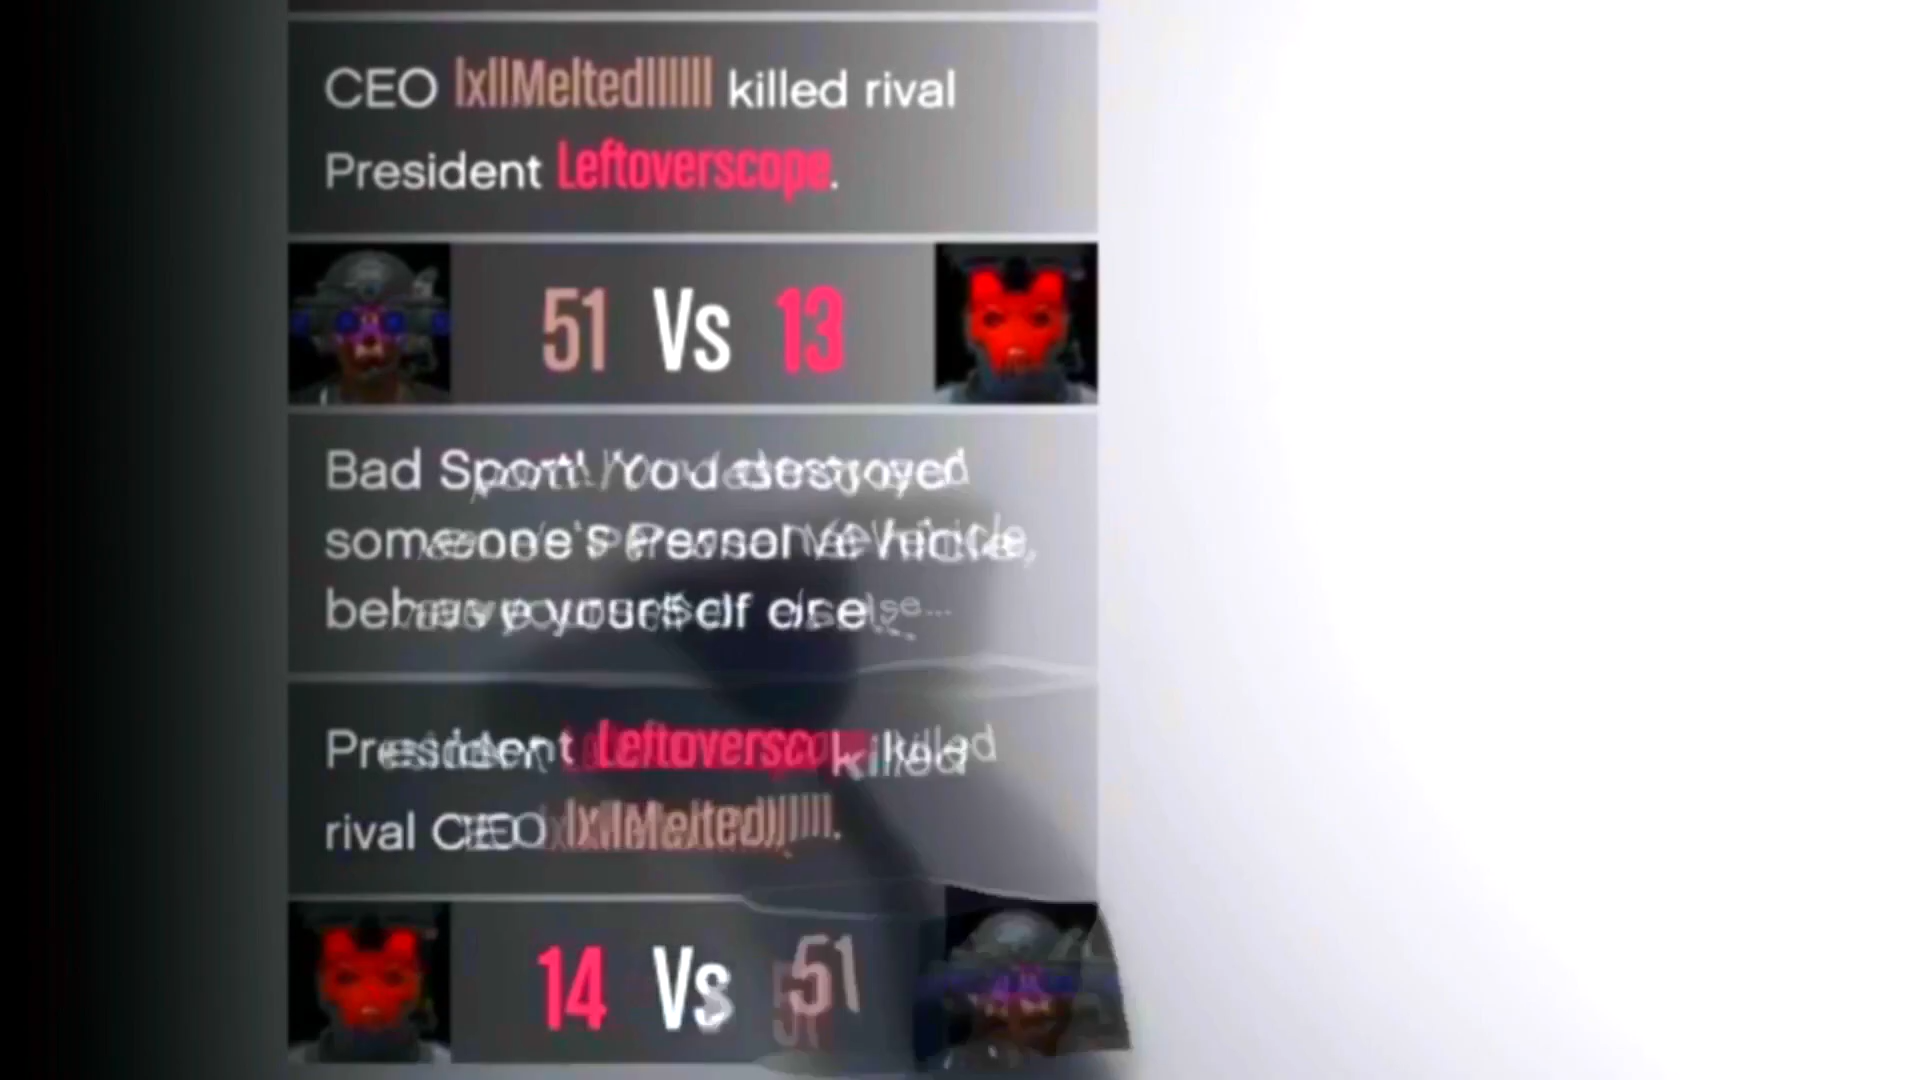 CEO lxllMeltedllllll killed rival
President Leftoverscope.
51 Vs 13
Bad Sport! You destroyed
someone's Personal Vehicle,
behave yourself or else...
President killed
rival CEO lxllMeltedllllll.
14 Vs 51